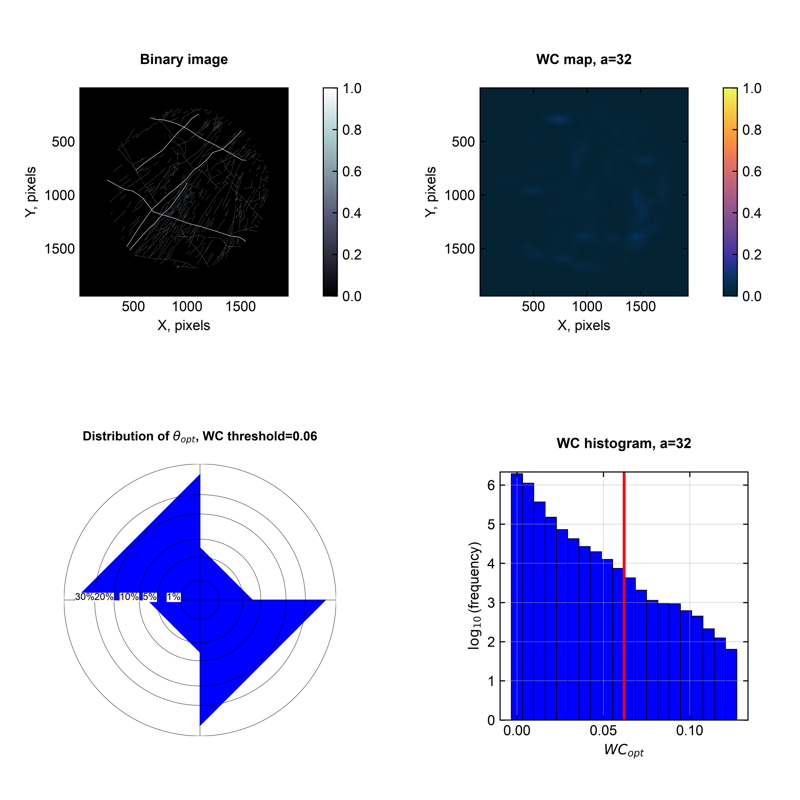 Binary image
Y, pixels
500
1000
1500
500 1000 1500
X, pixels
1.0
0.8
0.6
0.4
0.2
0.0
WC map, a=32
Y, pixels
500
1000
1500
500 1000 1500
X, pixels
1.0
0.8
0.6
0.4
0.2
0.0
Distribution of θopt, WC threshold=0.06
30% 20% 10% 5% 1%
WC histogram, a=32
log10(frequency)
6
5
4
3
2
1
0
0.00 0.05 0.10
WCopt